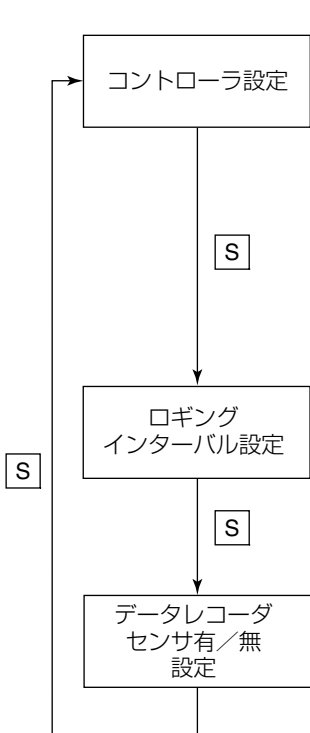 コントローラ設定
S
ロギング
インターバル設定
S
S
データレコーダ
センサ有／無
設定